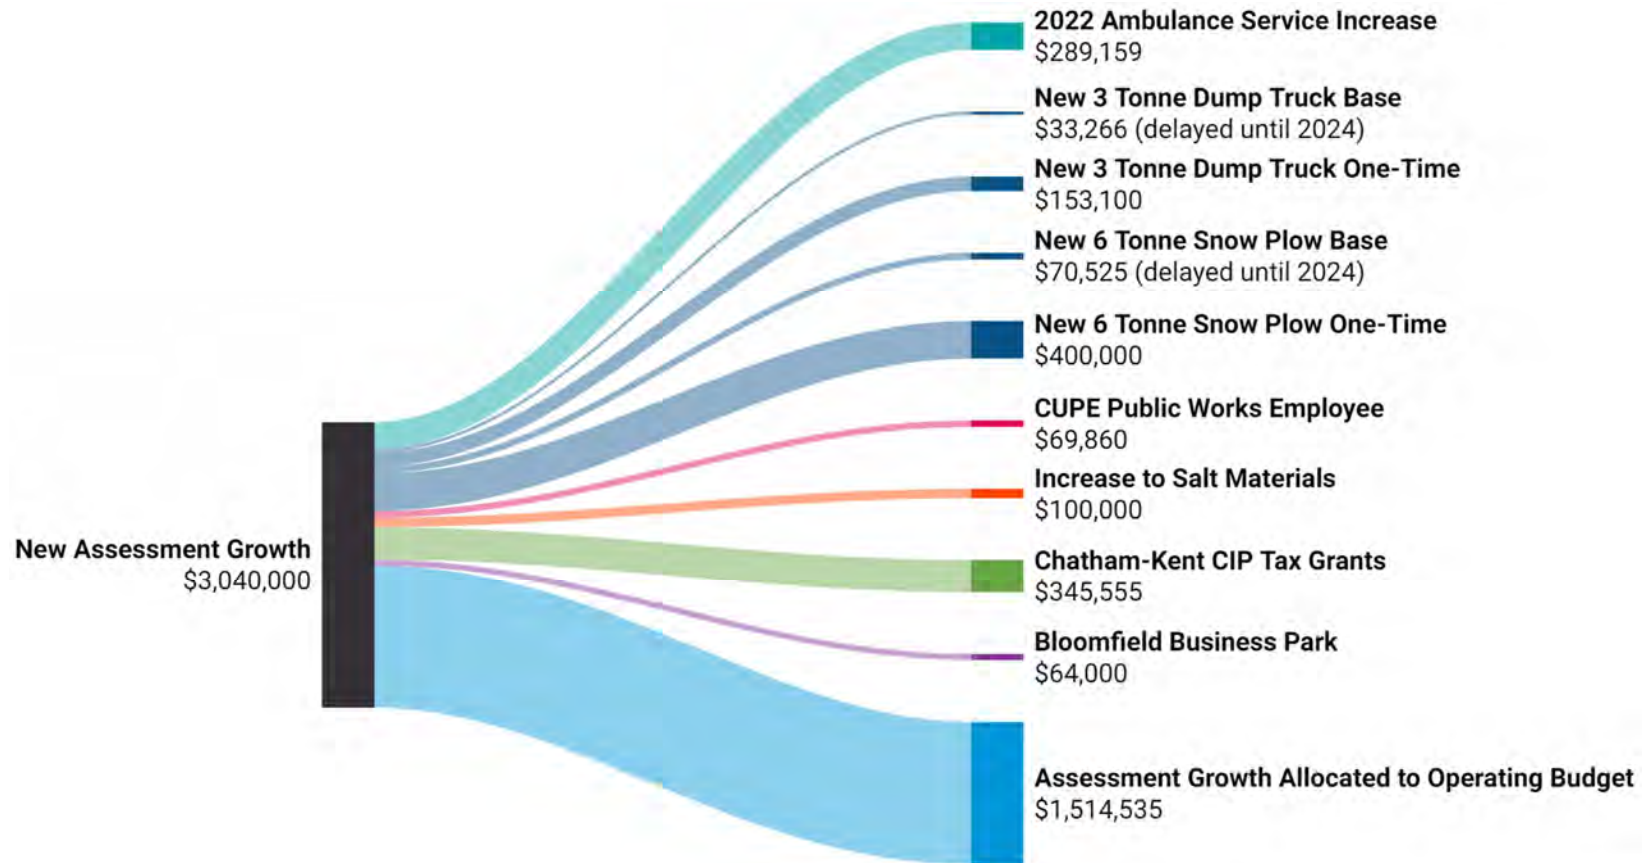 2022 Ambulance Service Increase
$289,159
New 3 Tonne Dump Truck Base
$33,266 (delayed until 2024)
New 3 Tonne Dump Truck One-Time
$153,100
New 6 Tonne Snow Plow Base
$70,525 (delayed until 2024)
New 6 Tonne Snow Plow One-Time
$400,000
CUPE Public Works Employee
$69,860
Increase to Salt Materials
$100,000
New Assessment Growth
$3,040,000
Chatham-Kent CIP Tax Grants
$345,555
Bloomfield Business Park
$64,000
Assessment Growth Allocated to Operating Budget
$1,514,535